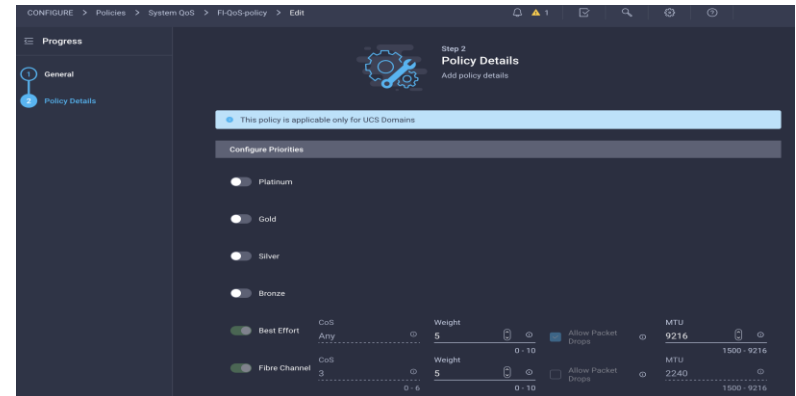 CONFIGURE > Policies > System QoS > FI-QoS-policy > Edit
1
Progress
1 General
2 Policy Details
Step 2
Policy Details
Add policy details
This policy is applicable only for UCS Domains
Configure Priorities
Platinum
Gold
Silver
Bronze
Best Effort
CoS
Any
Weight
5
0 - 10
Allow Packet
Drops
MTU
9216
1500 - 9216
Fibre Channel
CoS
3
0 - 6
Weight
5
0 - 10
Allow Packet
Drops
MTU
2240
1500 - 9216